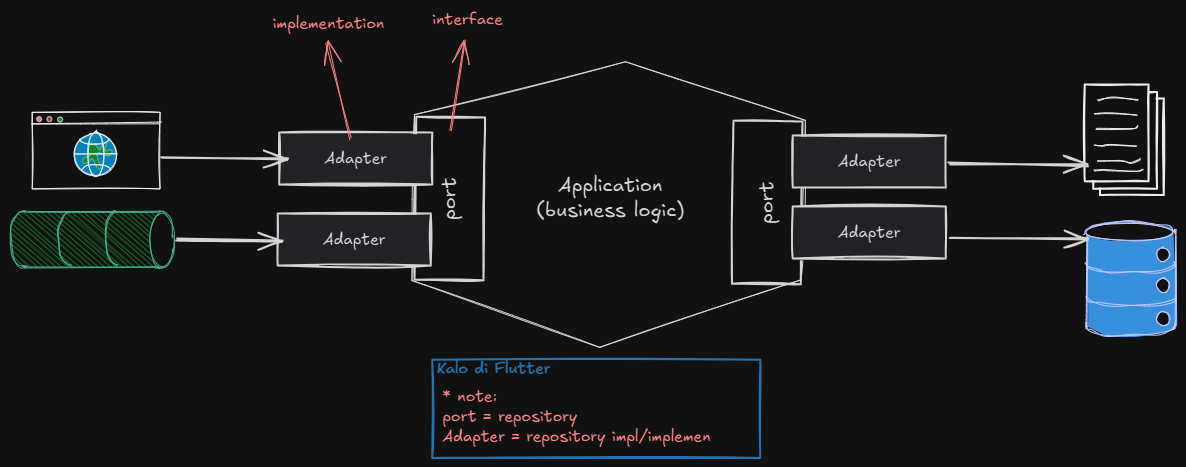 implementation
interface
Adapter
port
Adapter
Application
(business logic)
port
Adapter
Adapter
Kalo di Flutter
* note:
port = repository
Adapter = repository impl/implemen